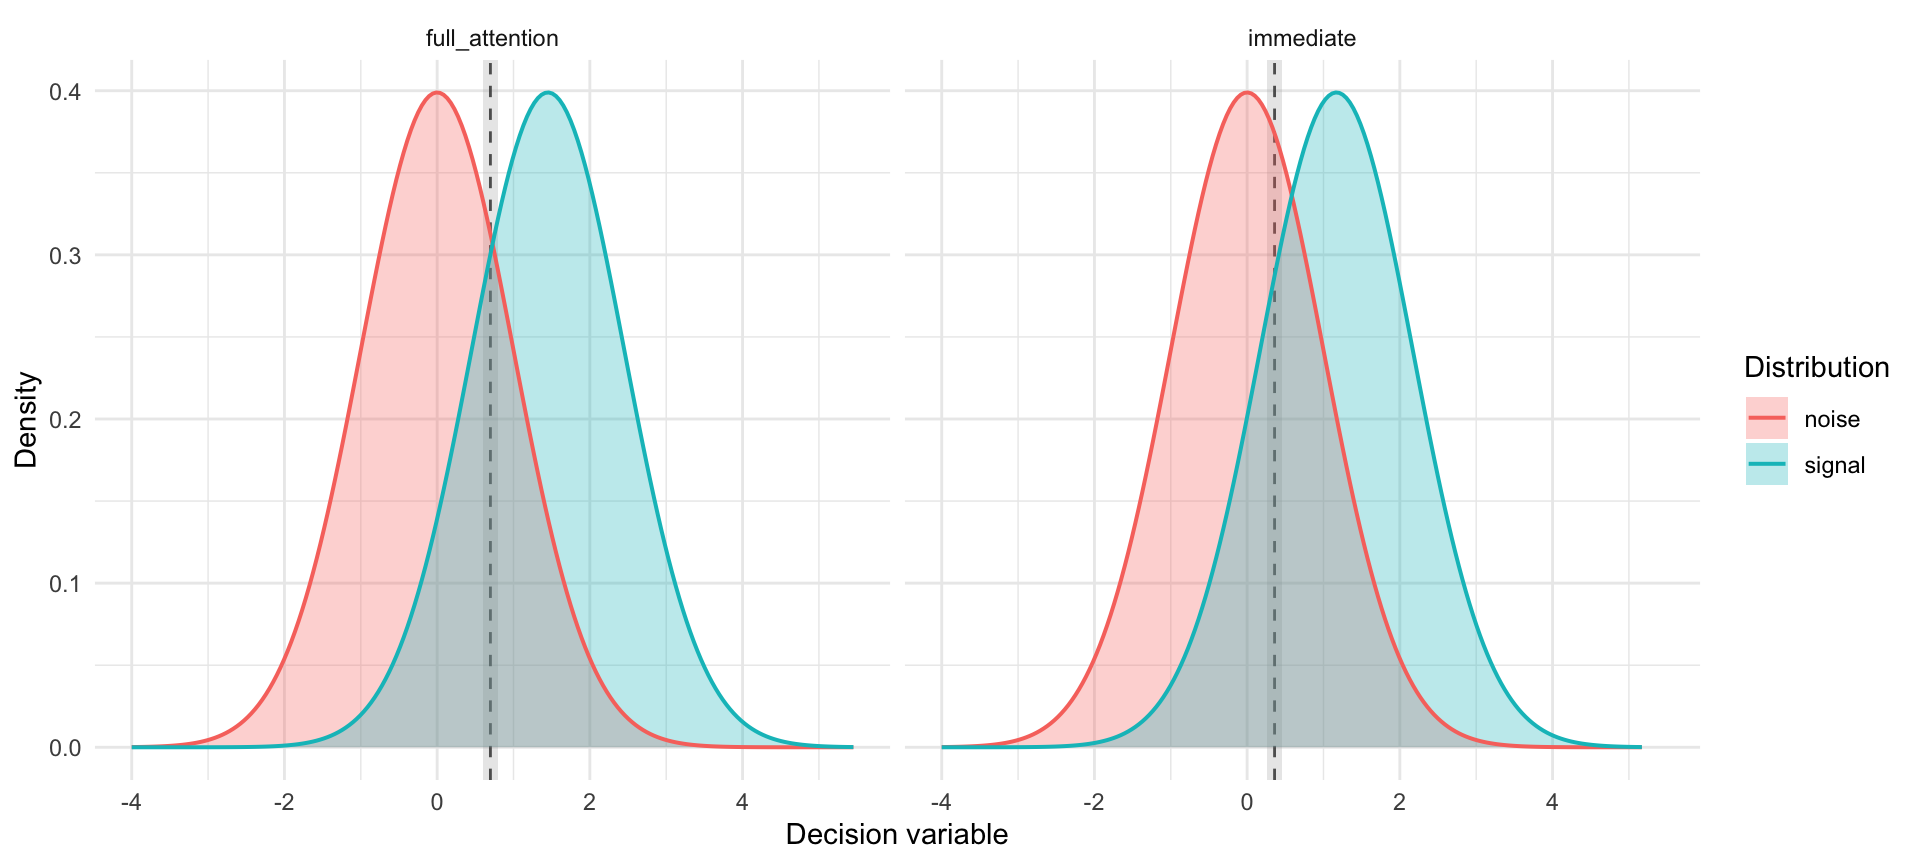 full_attention
immediate
Density
0.4
0.3
0.2
0.1
0.0
-4 -2 0 2 4
-4 -2 0 2 4
Decision variable
Distribution
noise
signal